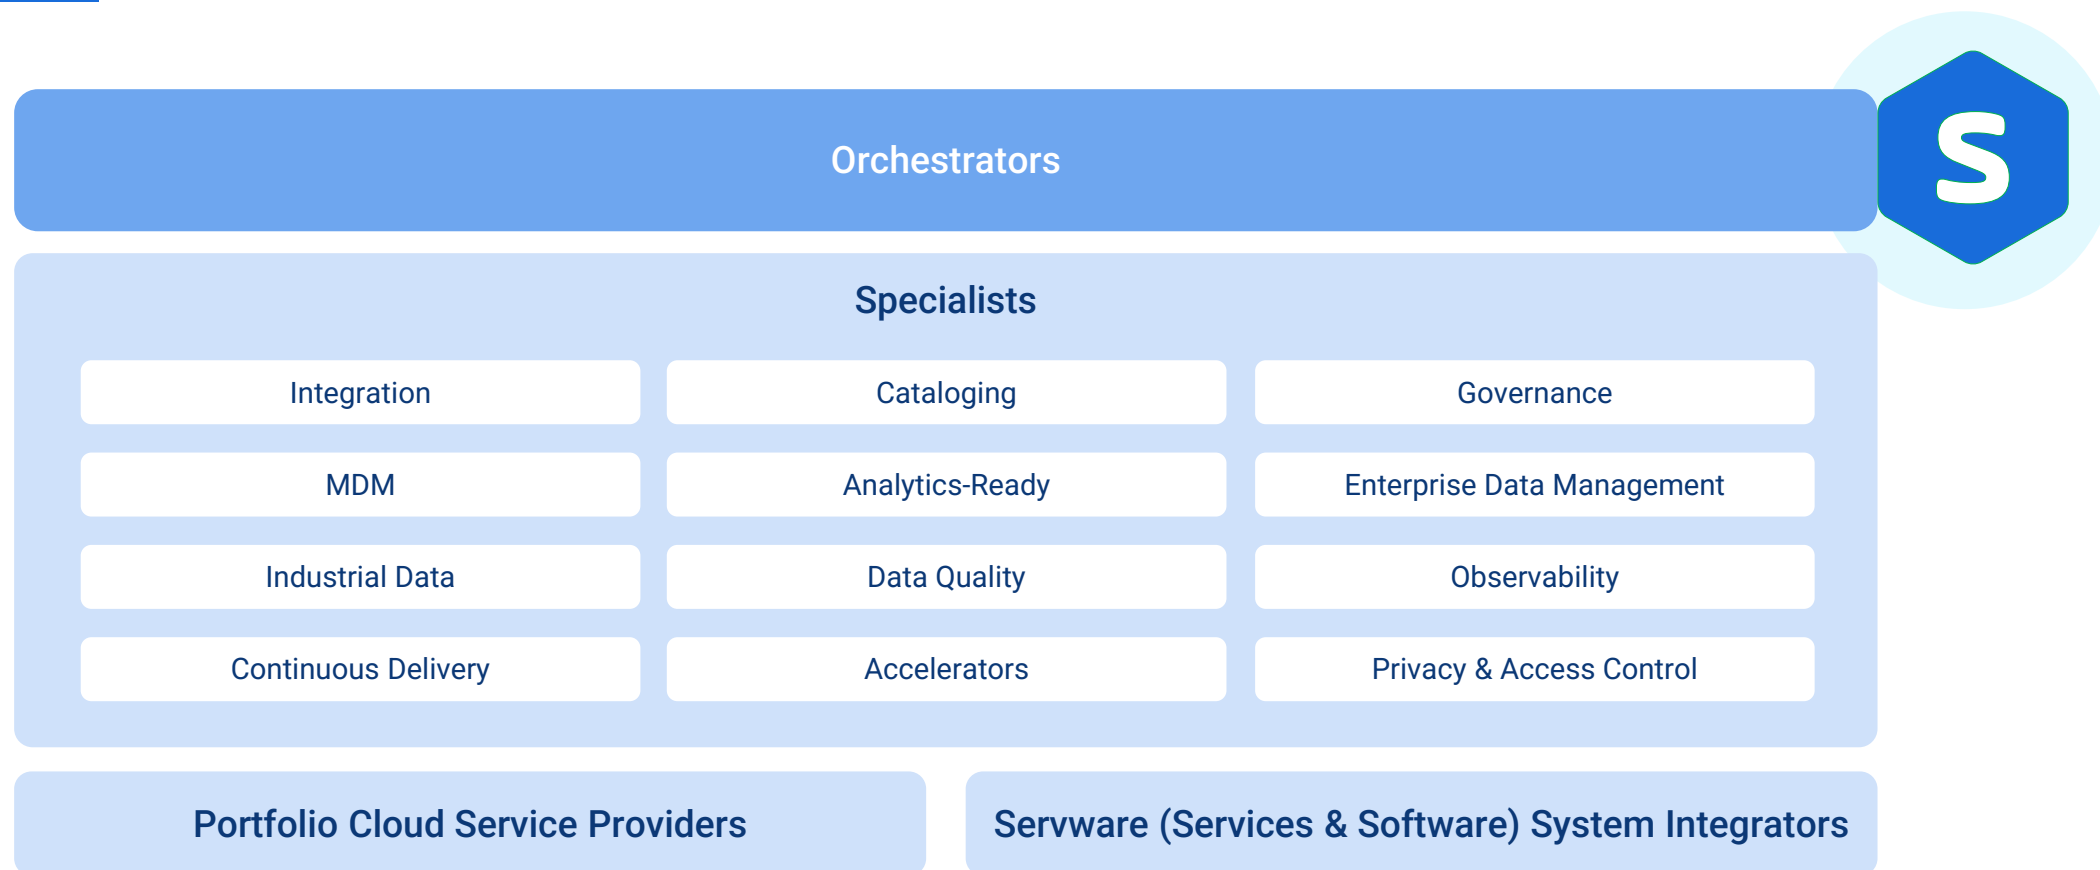 Orchestrators
S
Specialists
Integration
Cataloging
Governance
MDM
Analytics-Ready
Enterprise Data Management
Industrial Data
Data Quality
Observability
Continuous Delivery
Accelerators
Privacy & Access Control
Portfolio Cloud Service Providers
Servware (Services & Software) System Integrators